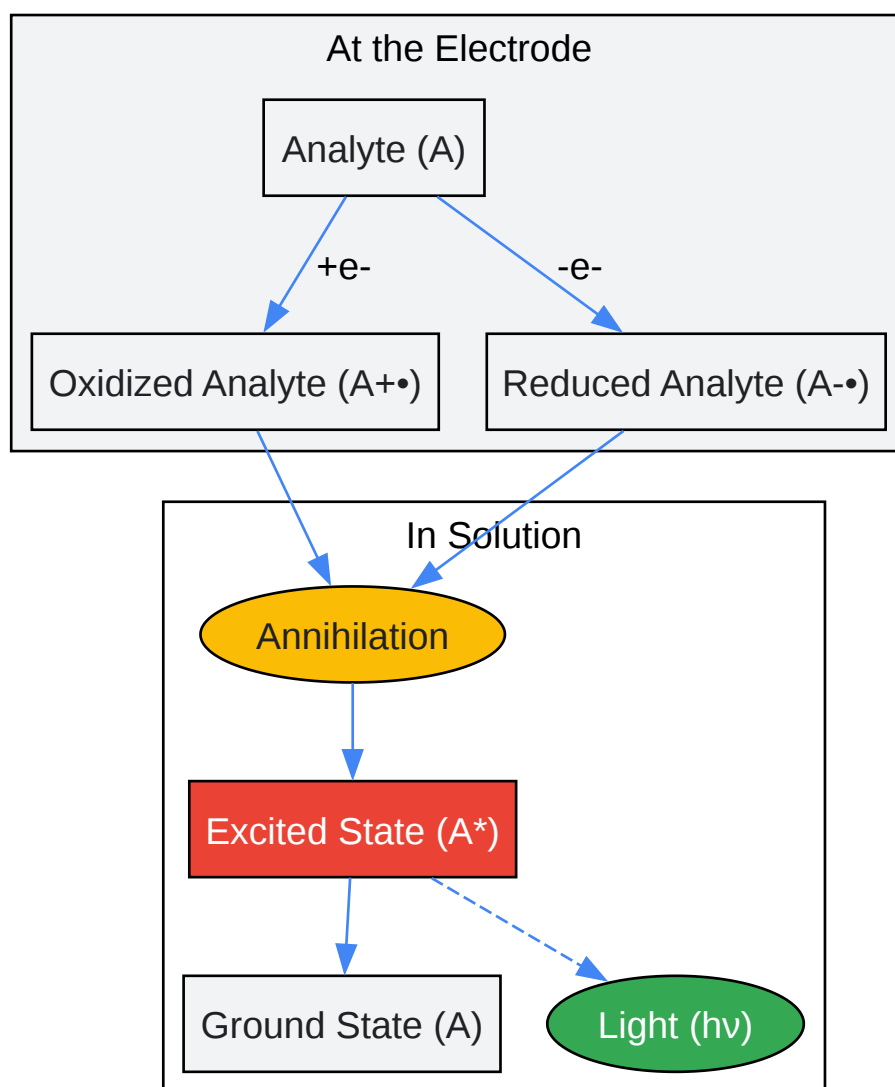 At the Electrode
Analyte (A)
+e-
-e-
Oxidized Analyte (A+•)
Reduced Analyte (A-•)
In Solution
Annihilation
Excited State (A*)
Ground State (A)
Light (hν)